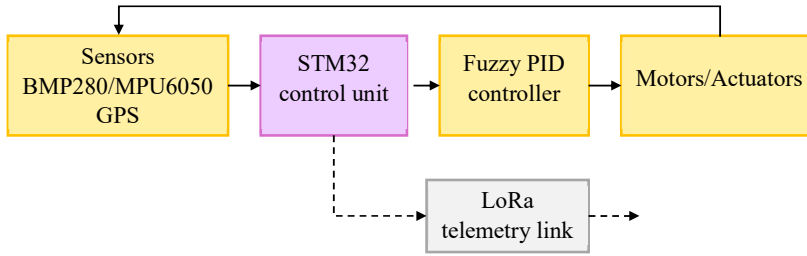 Sensors
BMP280/MPU6050
GPS
STM32
control unit
Fuzzy PID
controller
Motors/Actuators
LoRa
telemetry link